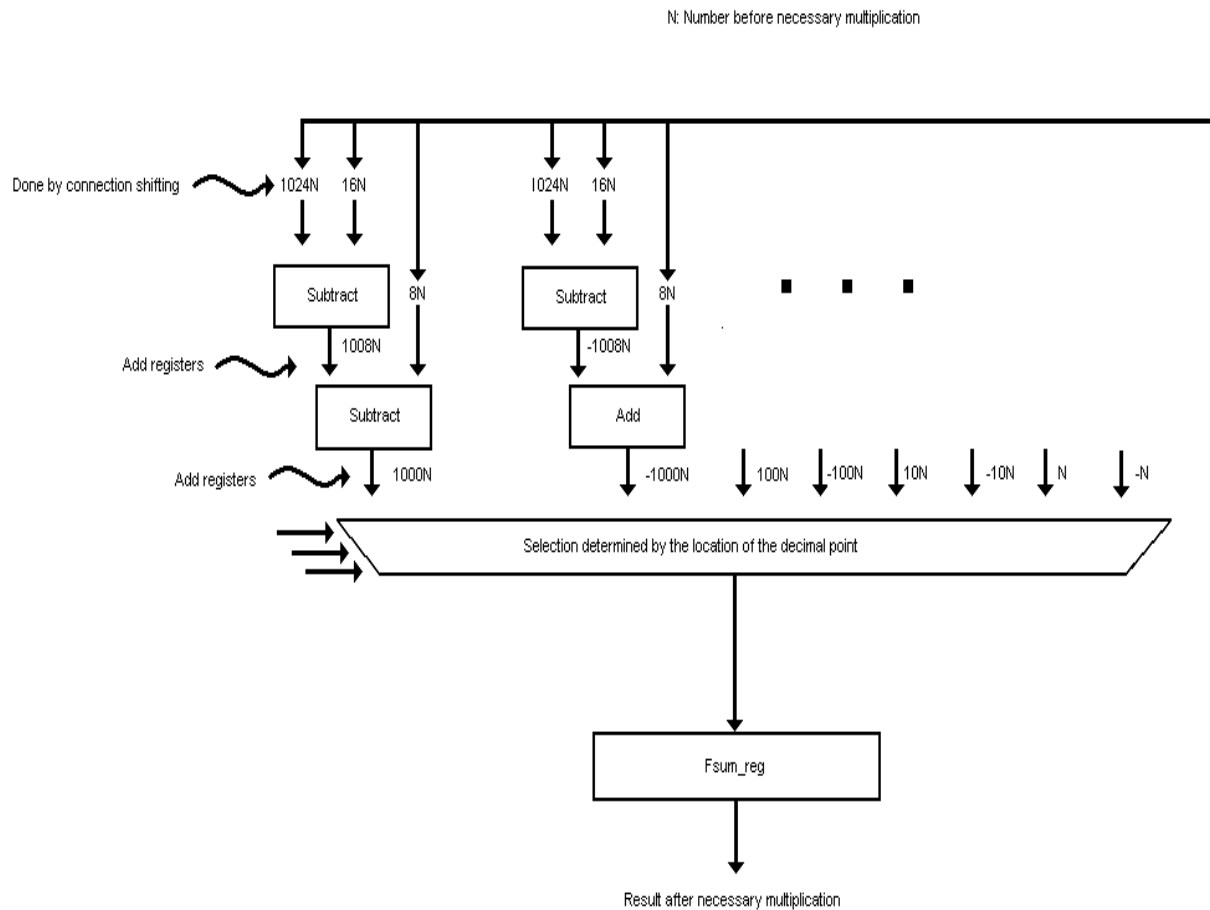 N: Number before necessary multiplication
Done by connection shifting
1024N
16N
1024N
16N
Subtract
8N
Subtract
8N
1008N
-1008N
Add registers
Subtract
Add
Add registers
1000N
-1000N
100N
-100N
10N
-10N
N
-N
Selection determined by the location of the decimal point
Fsum_reg
Result after necessary multiplication